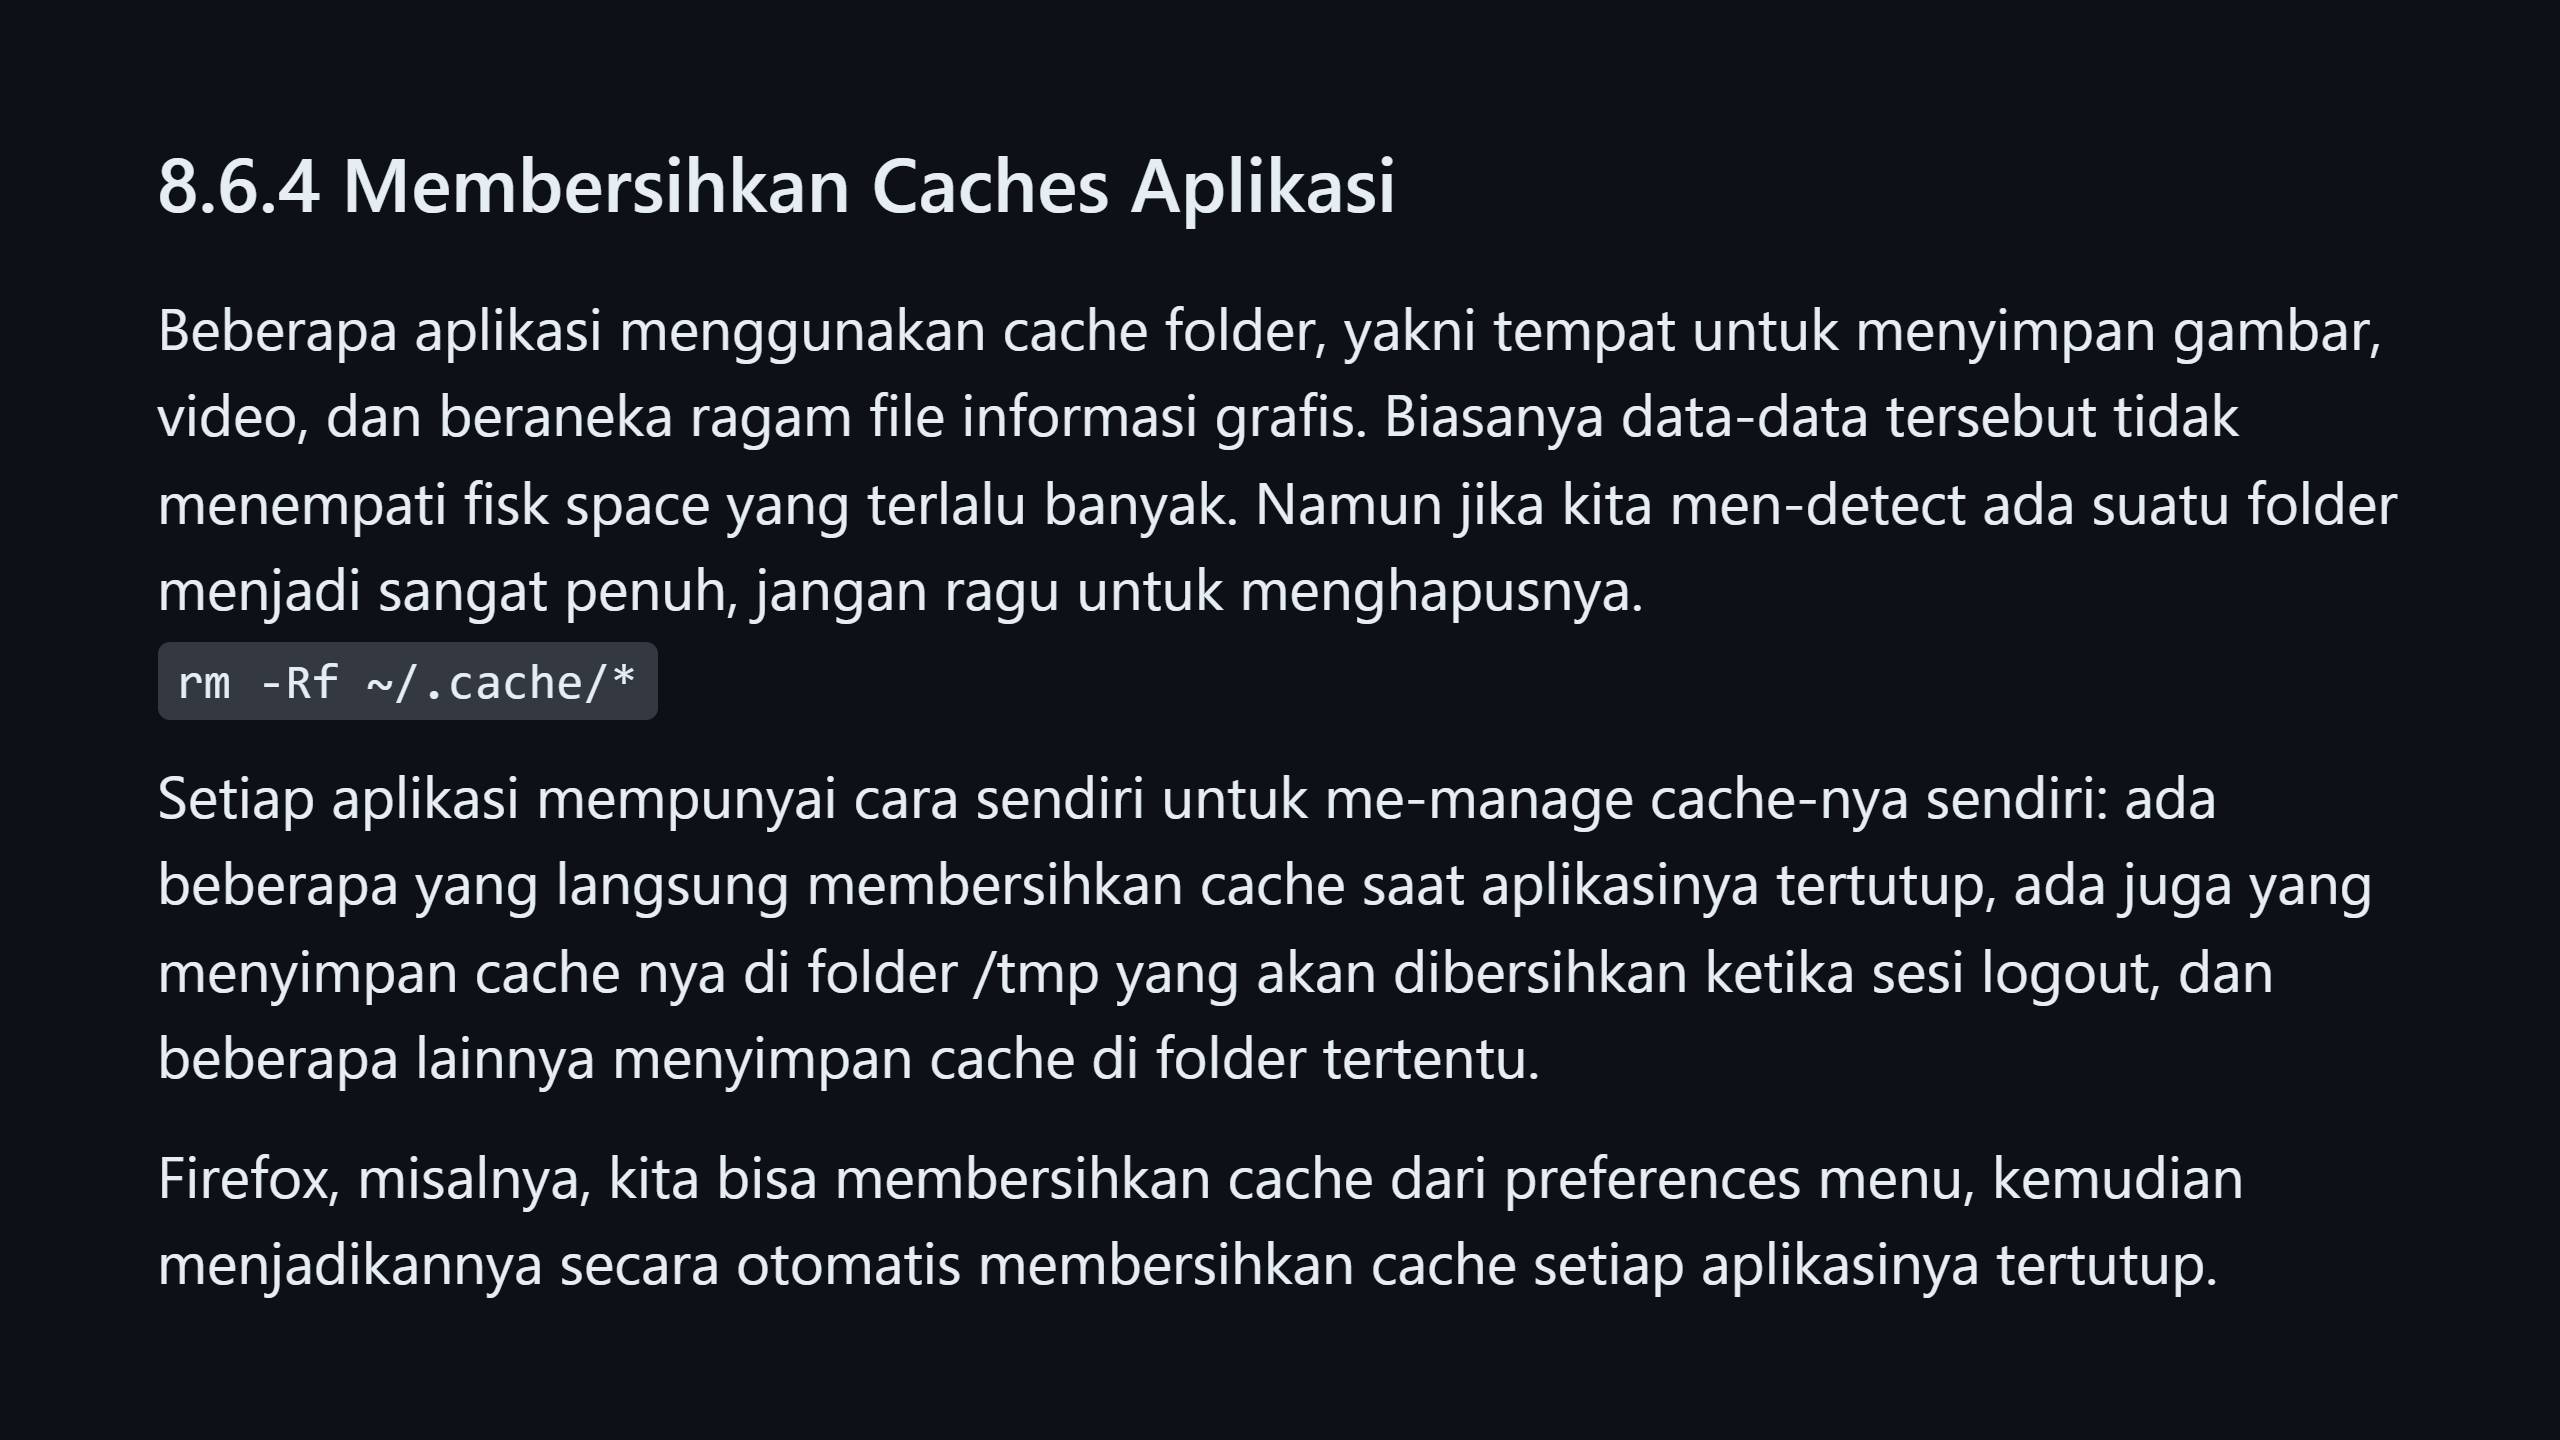 8.6.4 Membersihkan Caches Aplikasi
Beberapa aplikasi menggunakan cache folder, yakni tempat untuk menyimpan gambar,
video, dan beraneka ragam file informasi grafis. Biasanya data-data tersebut tidak
menempati fisk space yang terlalu banyak. Namun jika kita men-detect ada suatu folder
menjadi sangat penuh, jangan ragu untuk menghapusnya.
rm -Rf ~/.cache/*
Setiap aplikasi mempunyai cara sendiri untuk me-manage cache-nya sendiri: ada
beberapa yang langsung membersihkan cache saat aplikasinya tertutup, ada juga yang
menyimpan cache nya di folder /tmp yang akan dibersihkan ketika sesi logout, dan
beberapa lainnya menyimpan cache di folder tertentu.
Firefox, misalnya, kita bisa membersihkan cache dari preferences menu, kemudian
menjadikannya secara otomatis membersihkan cache setiap aplikasinya tertutup.